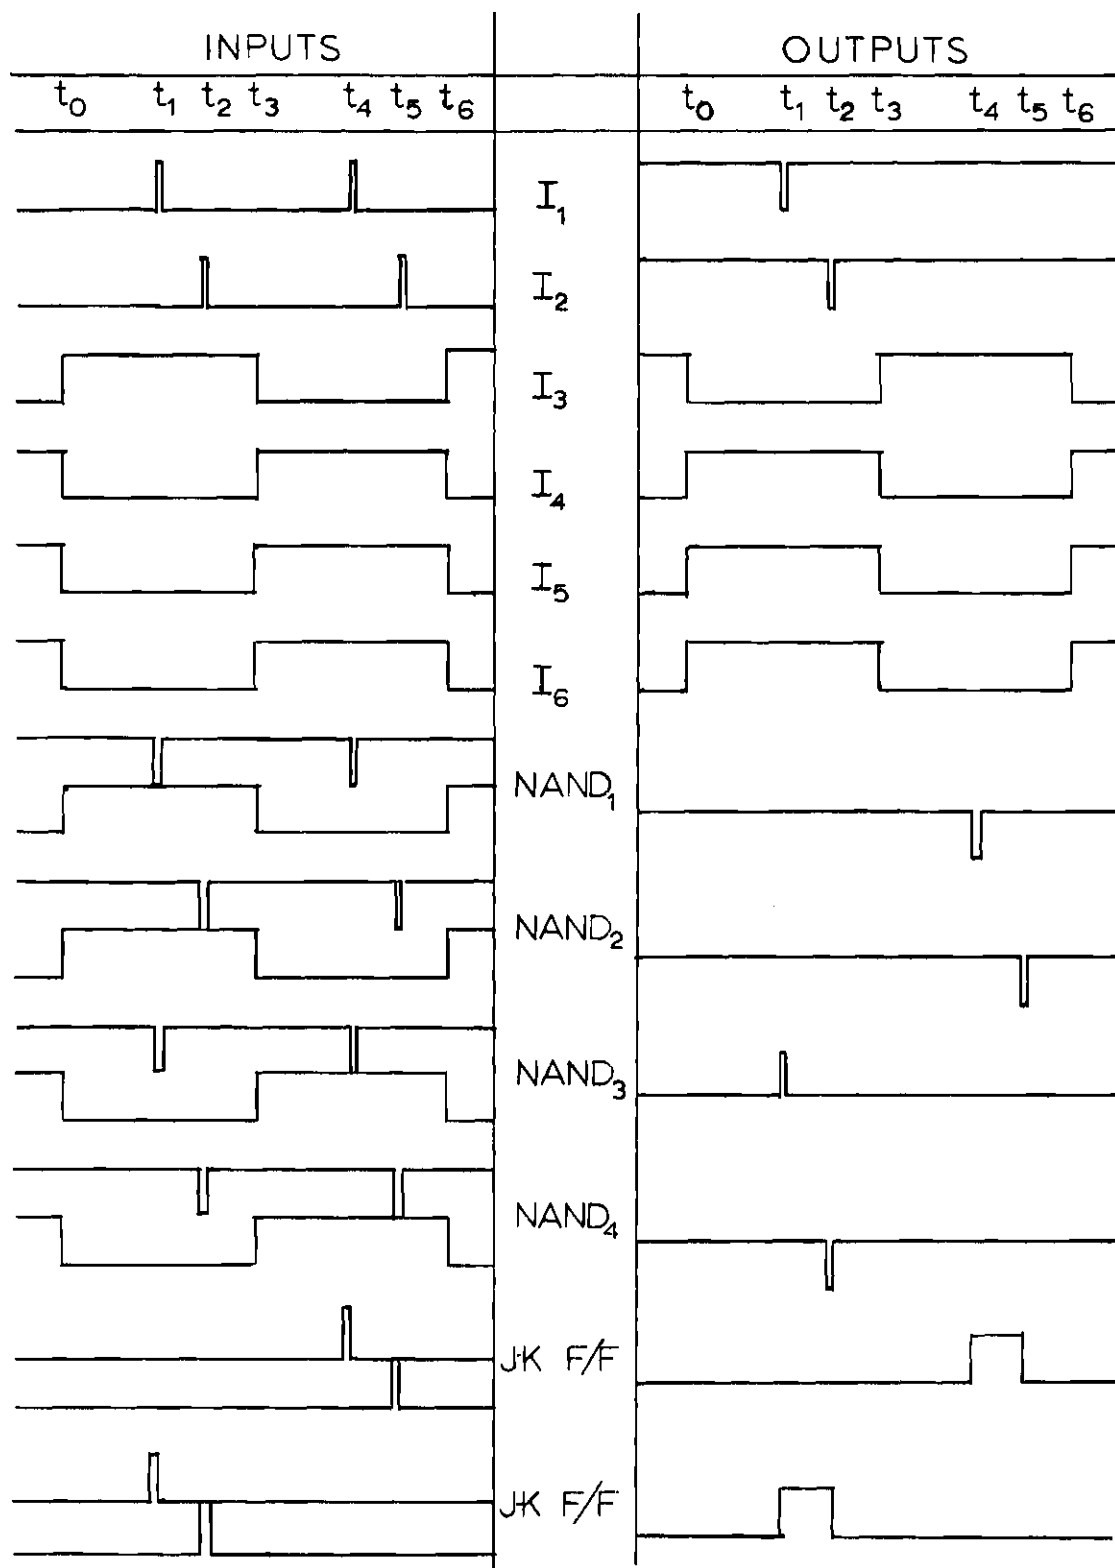 INPUTS OUTPUTS
t₀ t₁ t₂ t₃ t₄ t₅ t₆ t₀ t₁ t₂ t₃ t₄ t₅ t₆
I₁
I₂
I₃
I₄
I₅
I₆
NAND₁
NAND₂
NAND₃
NAND₄
J-K F/F
J-K F/F